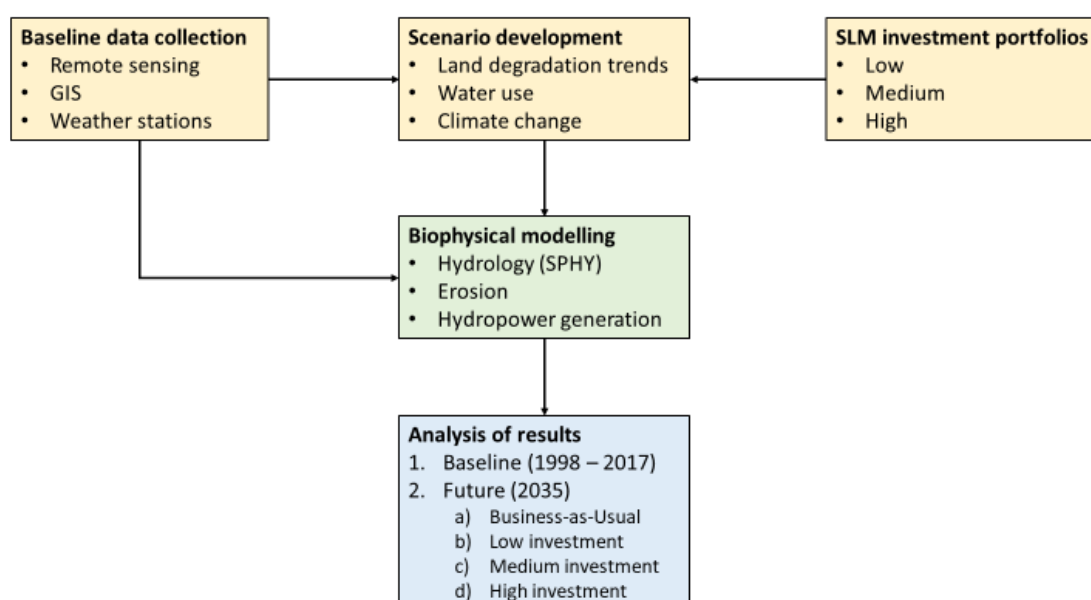 Baseline data collection
• Remote sensing
• GIS
• Weather stations
Scenario development
• Land degradation trends
• Water use
• Climate change
SLM investment portfolios
• Low
• Medium
• High
Biophysical modelling
• Hydrology (SPHY)
• Erosion
• Hydropower generation
Analysis of results
1. Baseline (1998 – 2017)
2. Future (2035)
a) Business-as-Usual
b) Low investment
c) Medium investment
d) High investment